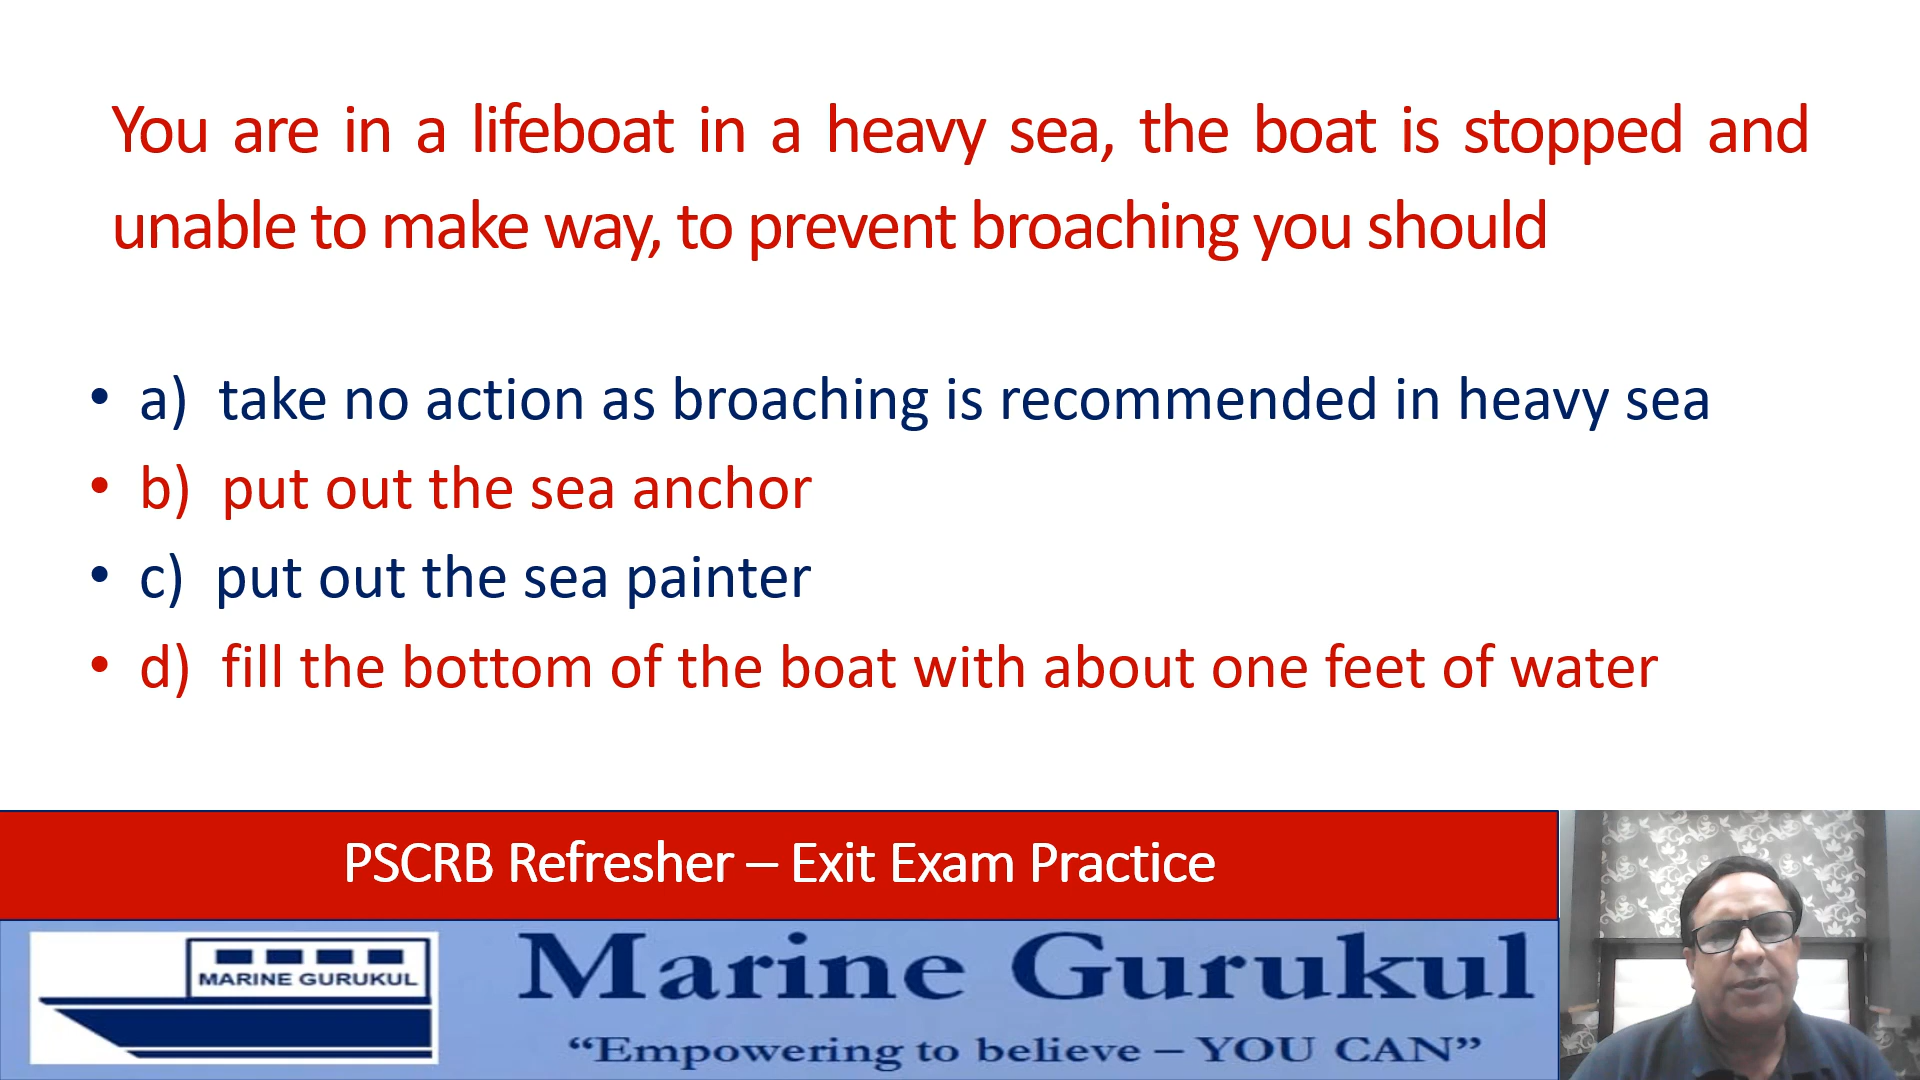 You are in a lifeboat in a heavy sea, the boat is stopped and
unable to make way, to prevent broaching you should
• a) take no action as broaching is recommended in heavy sea
• b) put out the sea anchor
• c) put out the sea painter
• d) fill the bottom of the boat with about one feet of water
PSCRB Refresher – Exit Exam Practice
MARINE GURUKUL
Marine Gurukul
“Empowering to believe – YOU CAN”